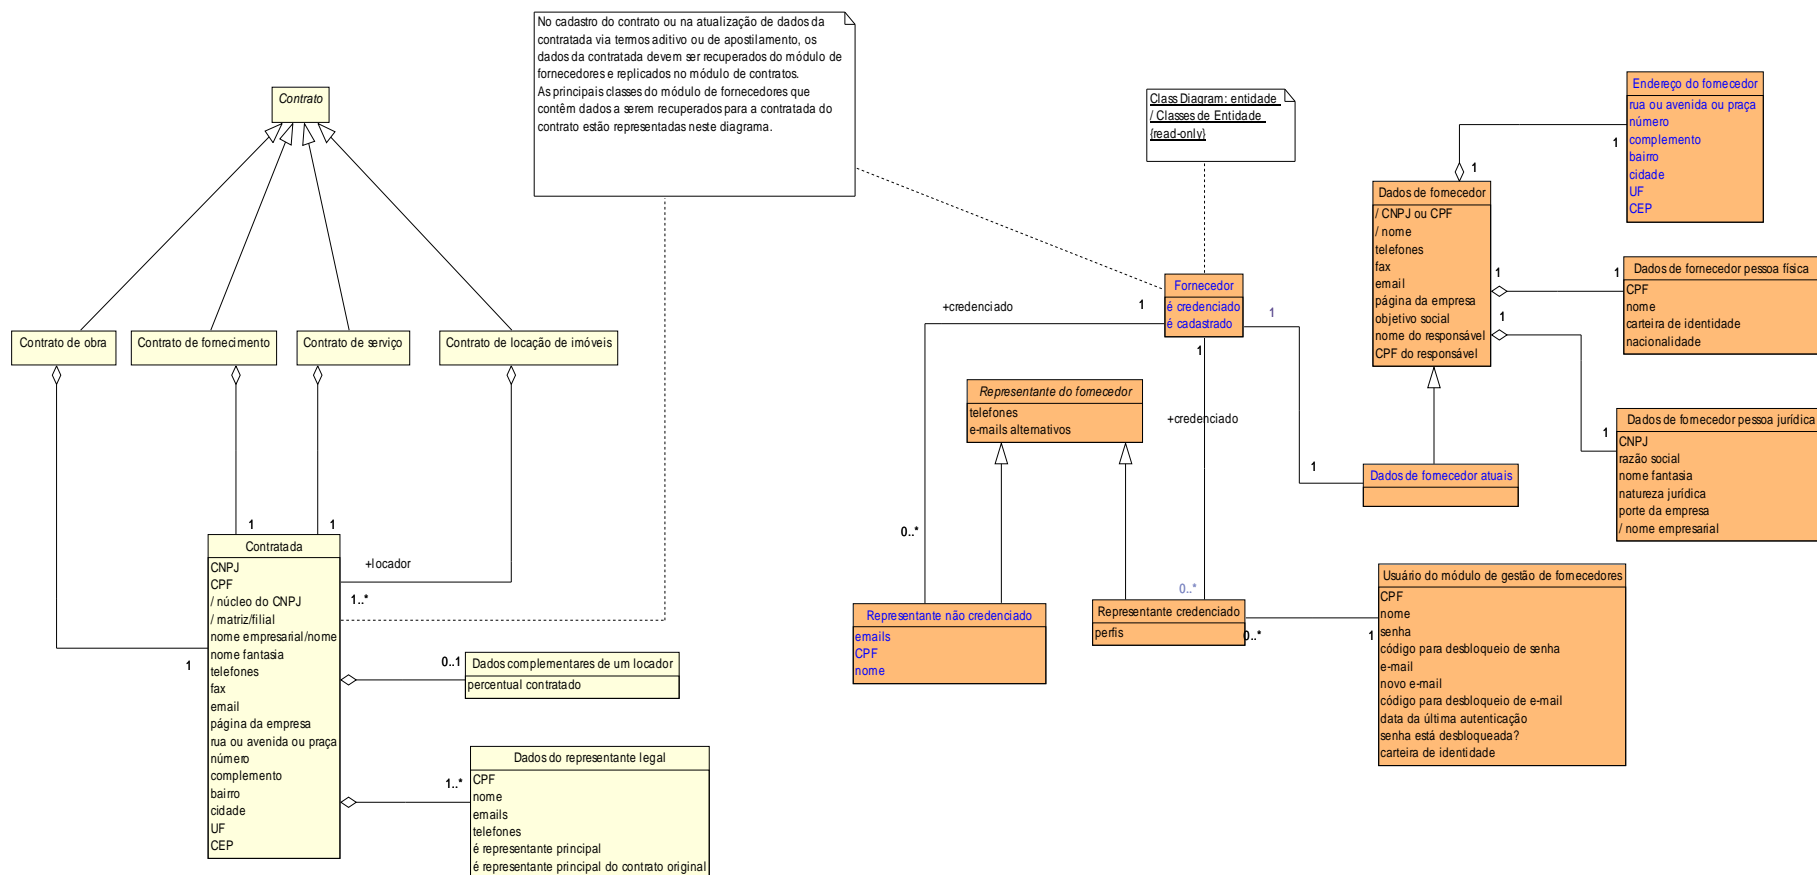 No cadastro do contrato ou na atualização de dados da
contratada via termos aditivo ou de apostilamento, os
dados da contratada devem ser recuperados do módulo de
fornecedores e replicados no módulo de contratos.
As principais classes do módulo de fornecedores que
contêm dados a serem recuperados para a contratada do
contrato estão representadas neste diagrama.
Class Diagram: entidade
/ Classes de Entidade
{read-only}
Contrato
Contrato de obra
Contrato de fornecimento
Contrato de serviço
Contrato de locação de imóveis
1
1
1
+locador
1..*
Contratada
CNPJ
CPF
/ núcleo do CNPJ
/ matriz/filial
nome empresarial/nome
nome fantasia
telefones
fax
email
página da empresa
rua ou avenida ou praça
número
complemento
bairro
cidade
UF
CEP
0..1
Dados complementares de um locador
percentual contratado
1..*
Dados do representante legal
CPF
nome
emails
telefones
é representante principal
é representante principal do contrato original
Fornecedor
é credenciado
é cadastrado
+credenciado
1
1
1
+credenciado
0..*
0..*
1
Representante do fornecedor
telefones
e-mails alternativos
Representante não credenciado
emails
CPF
nome
Representante credenciado
perfis
0..*
1
Usuário do módulo de gestão de fornecedores
CPF
nome
senha
código para desbloqueio de senha
e-mail
novo e-mail
código para desbloqueio de e-mail
data da última autenticação
senha está desbloqueada?
carteira de identidade
Dados de fornecedor atuais
Dados de fornecedor
/ CNPJ ou CPF
/ nome
telefones
fax
email
página da empresa
objetivo social
nome do responsável
CPF do responsável
1
1
1
1
1
1
Endereço do fornecedor
rua ou avenida ou praça
número
complemento
bairro
cidade
UF
CEP
Dados de fornecedor pessoa física
CPF
nome
carteira de identidade
nacionalidade
Dados de fornecedor pessoa jurídica
CNPJ
razão social
nome fantasia
natureza jurídica
porte da empresa
/ nome empresarial